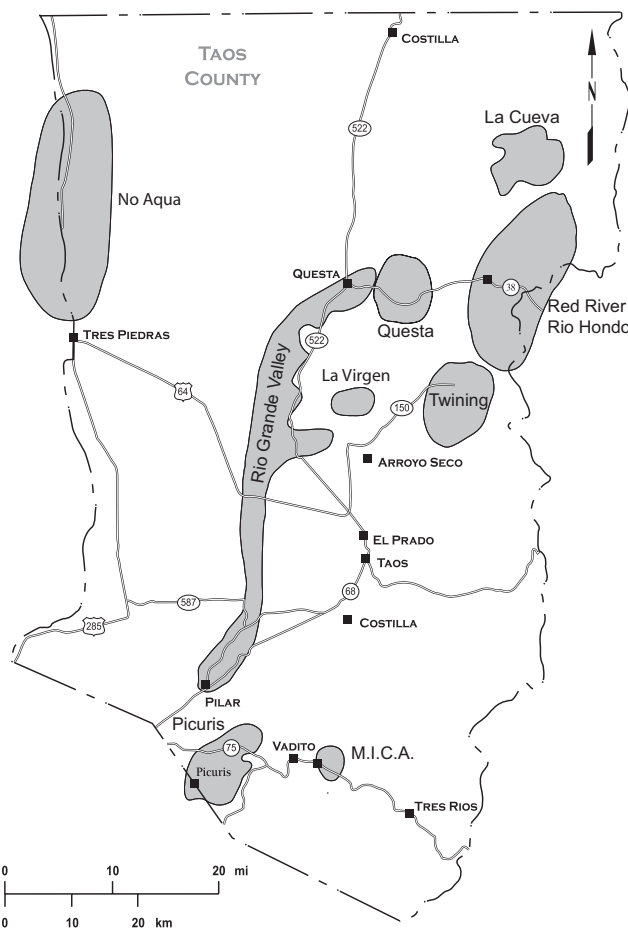 COSTILLA
TAOS
COUNTY
522
N
La Cueva
No Aqua
QUESTA
38
Red River
Rio Hondo
Questa
522
TRES PIEDRAS
La Virgen
64
150
Twining
Rio Grande Valley
ARROYO SECO
EL PRADO
TAOS
68
587
COSTILLA
285
PILAR
Picuris
75
VADITO
M.I.C.A.
Picuris
TRES RIOS
0 10 20 mi
0 10 20 km